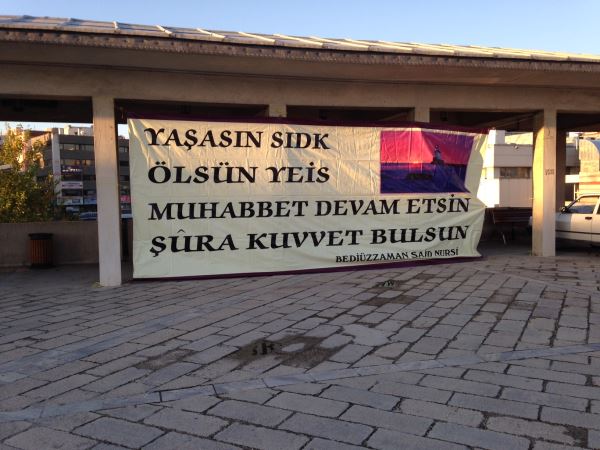 YAŞASIN SIDK
ÖLSÜN YEİS
MUHABBET DEVAM ETSİN
ŞÛRA KUVVET BULSUN
BEDİÜZZAMAN SAİD NURSİ